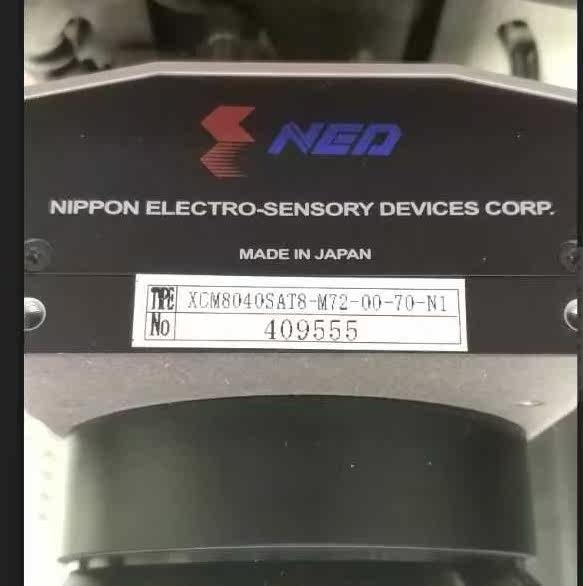 NED
NIPPON ELECTRO-SENSORY DEVICES CORP.
MADE IN JAPAN
TYPE XCM8040SAT8-M72-00-70-N1
No 409555